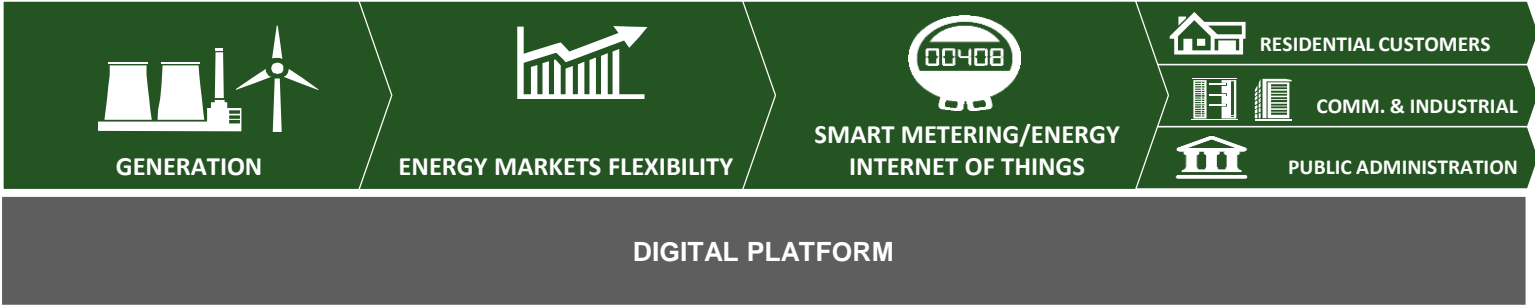 GENERATION
ENERGY MARKETS FLEXIBILITY
00408
SMART METERING/ENERGY
INTERNET OF THINGS
RESIDENTIAL CUSTOMERS
COMM. & INDUSTRIAL
PUBLIC ADMINISTRATION
DIGITAL PLATFORM